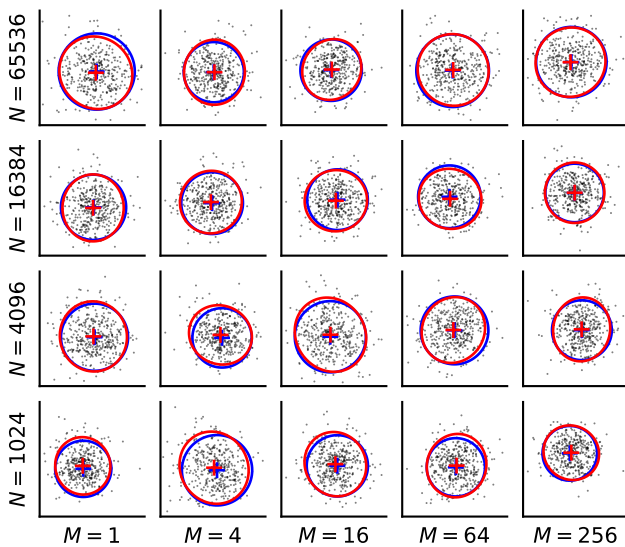 N = 65536
N = 16384
N = 4096
N = 1024
M = 1
M = 4
M = 16
M = 64
M = 256